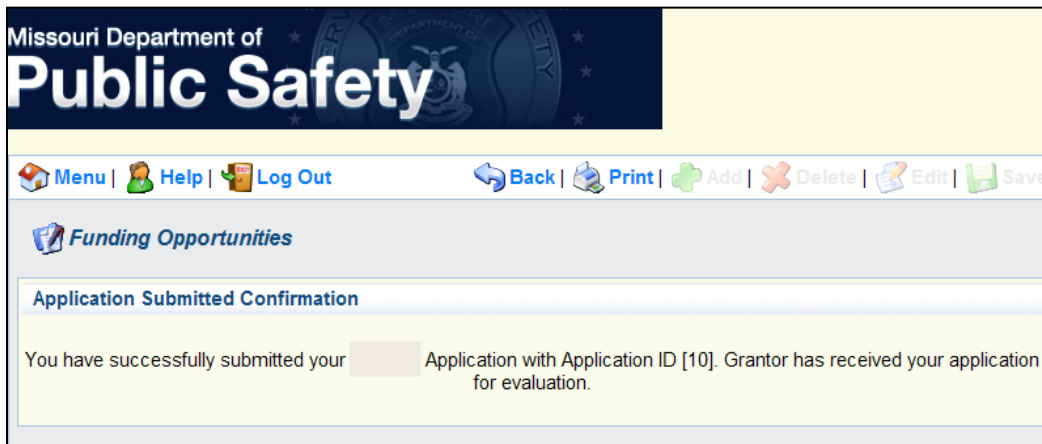 Missouri Department of
Public Safety
Menu | Help | Log Out Back | Print | Add | Delete | Edit | Save
Funding Opportunities
Application Submitted Confirmation
You have successfully submitted your Application with Application ID [10]. Grantor has received your application
for evaluation.